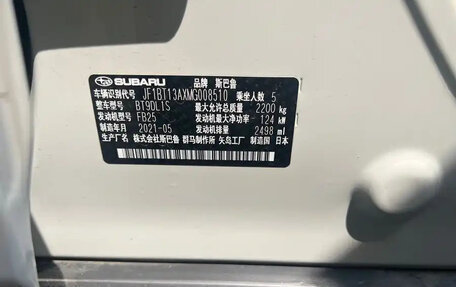 SUBARU 品牌 斯巴鲁
车辆识别代号 JF1BT13AXMG008510 乘坐人数 5
整车型号 BT9DL1S 最大允许总质量 2200 kg
发动机型号 FB25 发动机最大净功率 124 kW
制造年月 2021-05 发动机排量 2498 ml
生产厂名 株式会社斯巴鲁 群马制作所 矢岛工厂 制造国 日本